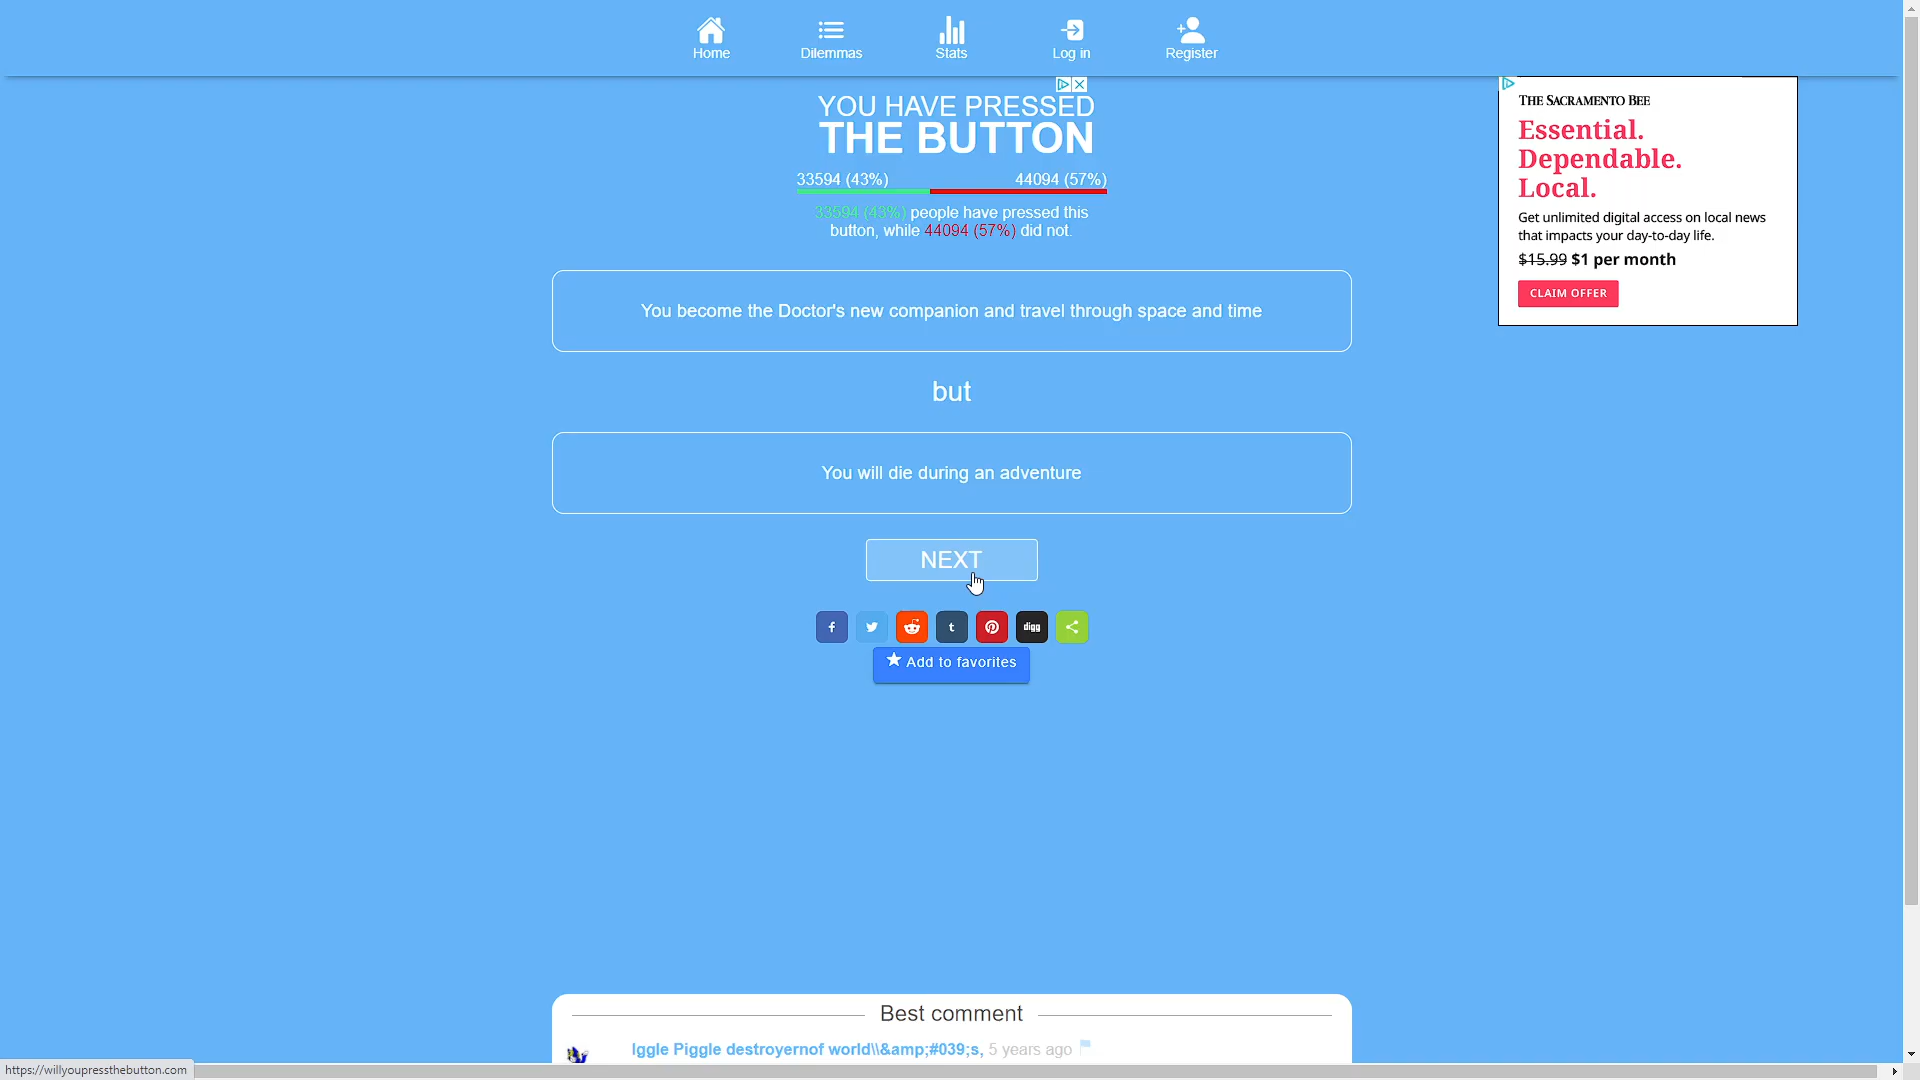 Home
Dilemmas
Stats
Log in
Register
YOU HAVE PRESSED
THE BUTTON
33594 (43%)
44094 (57%)
33594 (43%) people have pressed this
button, while 44094 (57%) did not.
You become the Doctor's new companion and travel through space and time
but
You will die during an adventure
NEXT
f
t
digg
Add to favorites
THE SACRAMENTO BEE
Essential.
Dependable.
Local.
Get unlimited digital access on local news
that impacts your day-to-day life.
$15.99 $1 per month
CLAIM OFFER
Best comment
Iggle Piggle destroyernof world\\&amp;#039;s, 5 years ago
https://willyoupressthebutton.com